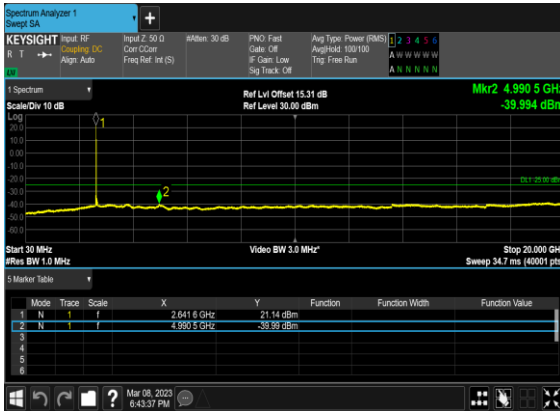 Spectrum Analyzer 1
Swept SA
+
KEYSIGHT Input: RF Input Z: 50 Ω #Atten: 30 dB PNO: Fast Avg Type: Power (RMS) 1 2 3 4 5 6
R T Coupling: DC Corr CCorr Gate: Off Avg|Hold: 100/100 A W W W W W
Align: Auto Freq Ref: Int (S) IF Gain: Low Trig: Free Run
Sig Track: Off A N N N N N
1 Spectrum Ref Lvl Offset 15.31 dB Mkr2 4.990 5 GHz
Scale/Div 10 dB Ref Level 30.00 dBm -39.994 dBm
Log
1
20.0
10.0
0.00
-10.0
-20.0
DL1 -25.00 dBm
-30.0
2
-40.0
-50.0
-60.0
Start 30 MHz Video BW 3.0 MHz* Stop 20.000 GHz
#Res BW 1.0 MHz Sweep 34.7 ms (40001 pts)
5 Marker Table
Mode Trace Scale X Y Function Function Width Function Value
1 N 1 f 2.641 6 GHz 21.14 dBm
2 N 1 f 4.990 5 GHz -39.99 dBm
3
4
5
6
? Mar 08, 2023
6:43:37 PM